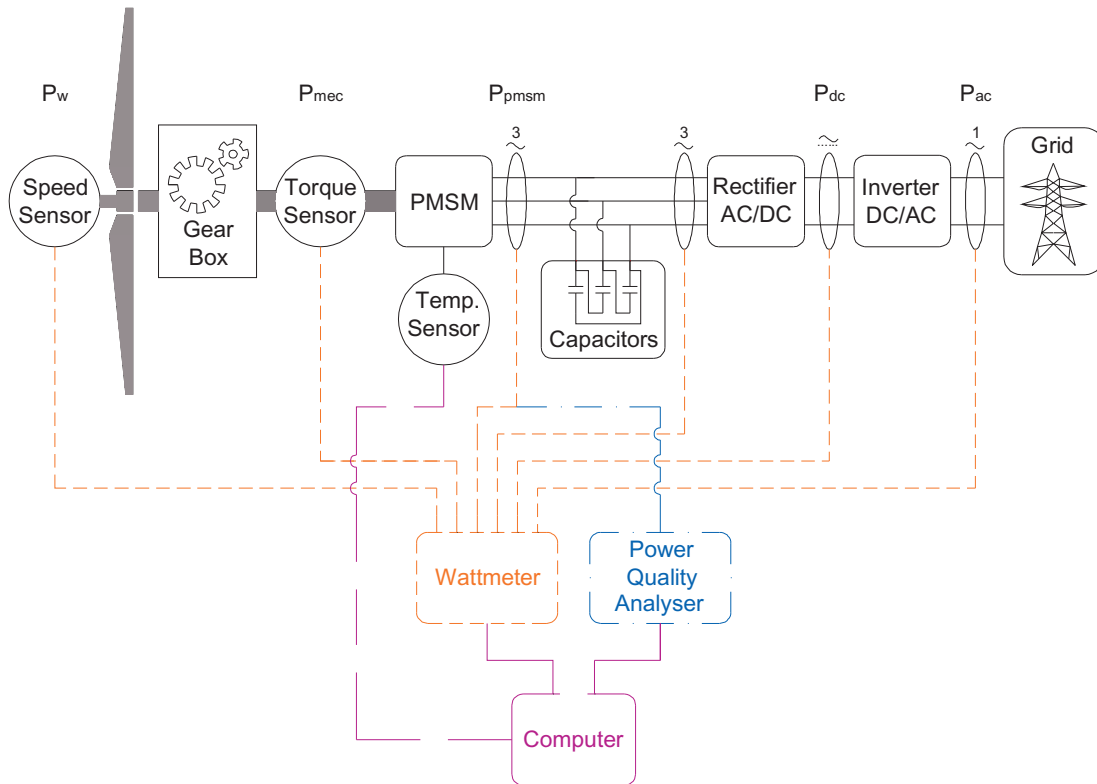 Pw
Pmec
Ppmsm
Pdc
Pac
3
3
1
Grid
Speed
Sensor
Gear
Box
Torque
Sensor
PMSM
Rectifier
AC/DC
Inverter
DC/AC
Temp.
Sensor
Capacitors
Wattmeter
Power
Quality
Analyser
Computer